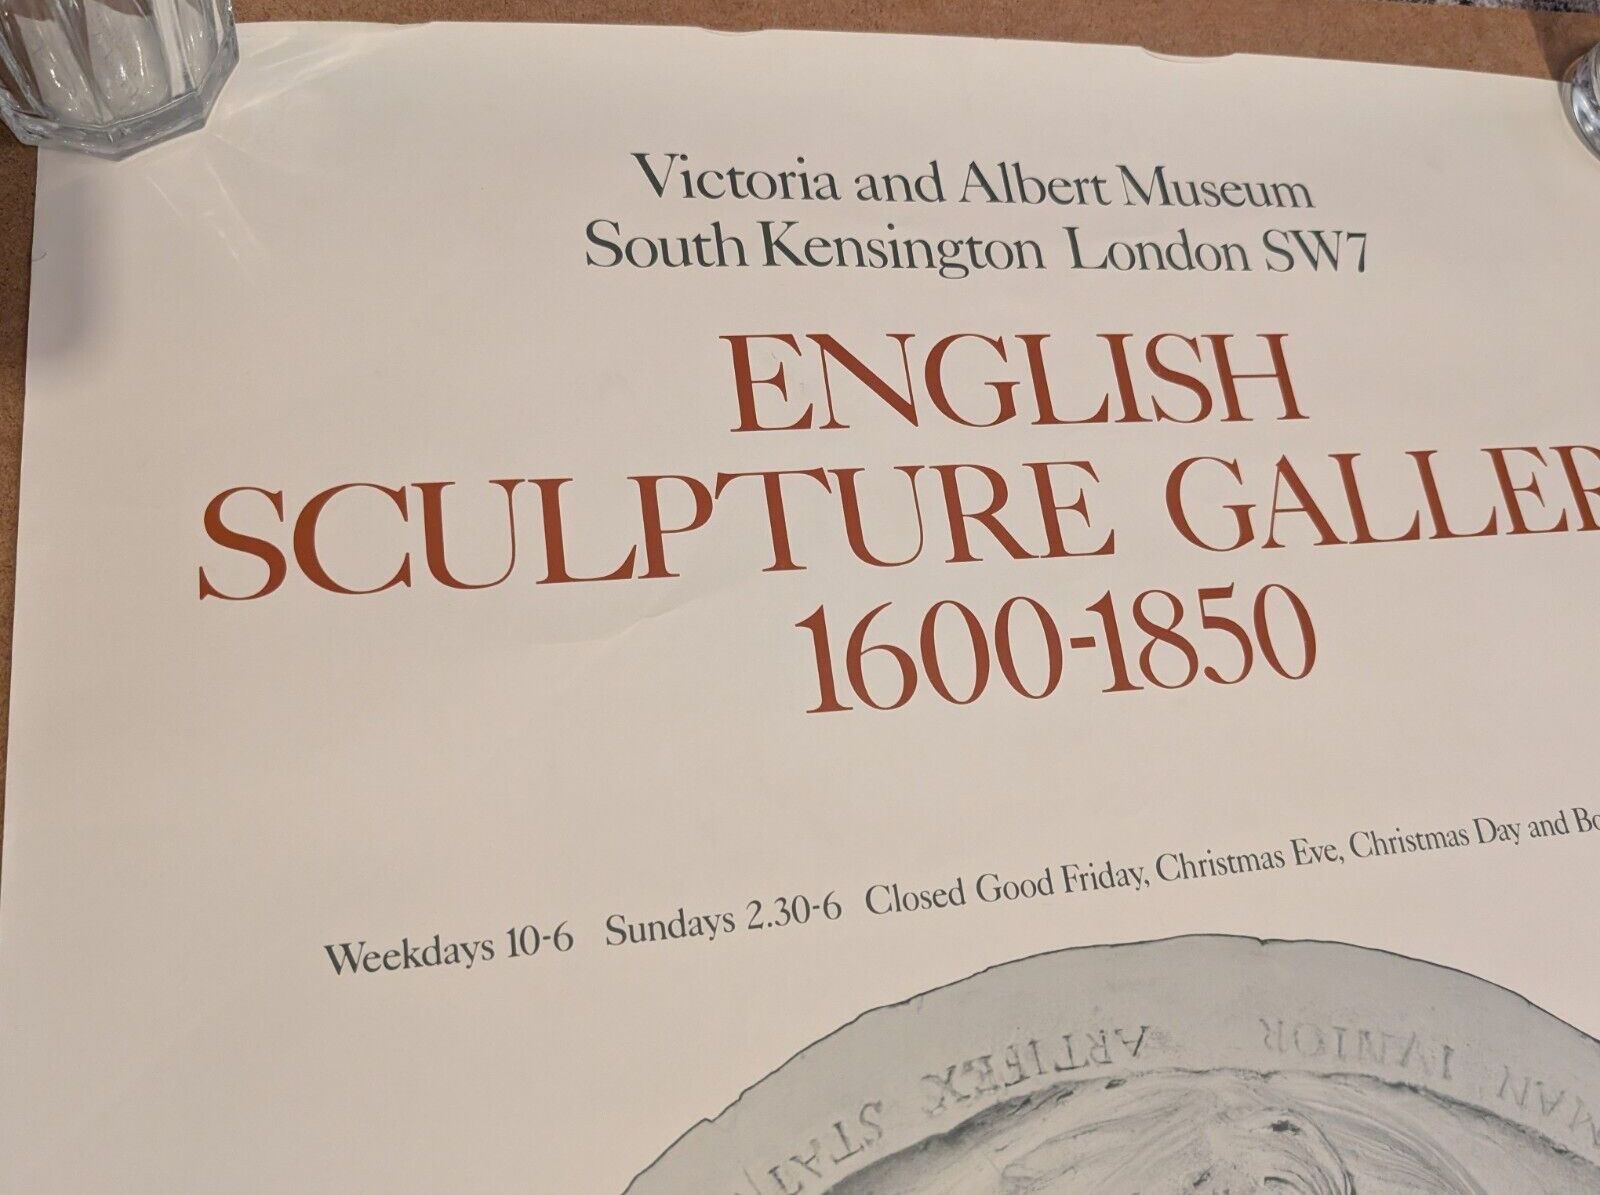 Victoria and Albert Museum
South Kensington London SW7
ENGLISH
SCULPTURE GALLER
1600-1850
Weekdays 10-6 Sundays 2.30-6 Closed Good Friday, Christmas Eve, Christmas Day and Bo
ARTIFEX